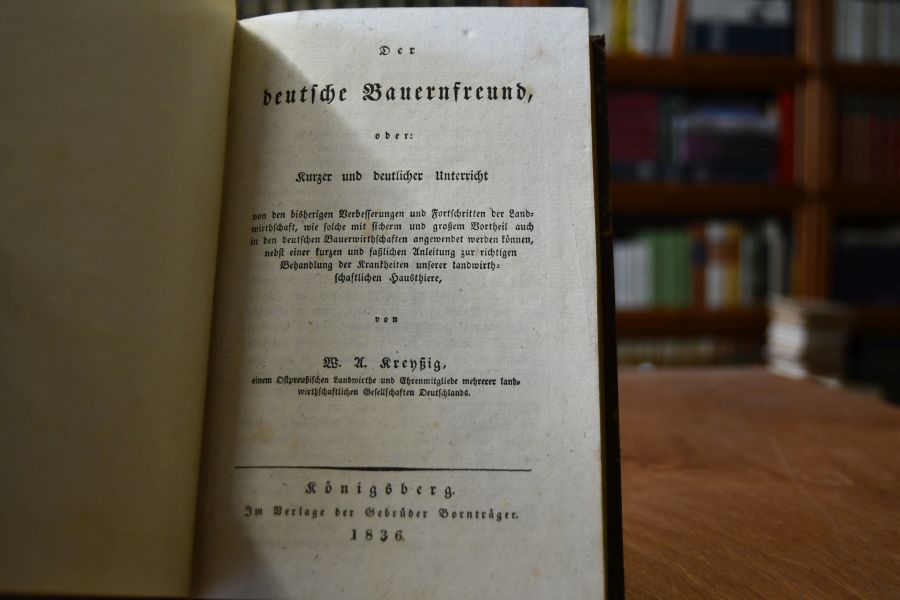 Der
deutsche Bauernfreund,
oder:
Kurzer und deutlicher Unterricht
von den bisherigen Verbesserungen und Fortschritten der Land-
wirthschaft, wie solche mit sicherm und großem Vortheil auch
in den deutschen Bauerwirthschaften angewendet werden können,
nebst einer kurzen und faßlichen Anleitung zur richtigen
Behandlung der Krankheiten unserer landwirth-
schaftlichen Hausthiere,
von
W. A. Kreyßig,
einem Ostpreußischen Landwirthe und Ehrenmitgliede mehrerer land-
wirthschaftlichen Gesellschaften Deutschlands.
Königsberg.
Im Verlage der Gebrüder Bornträger.
1836.